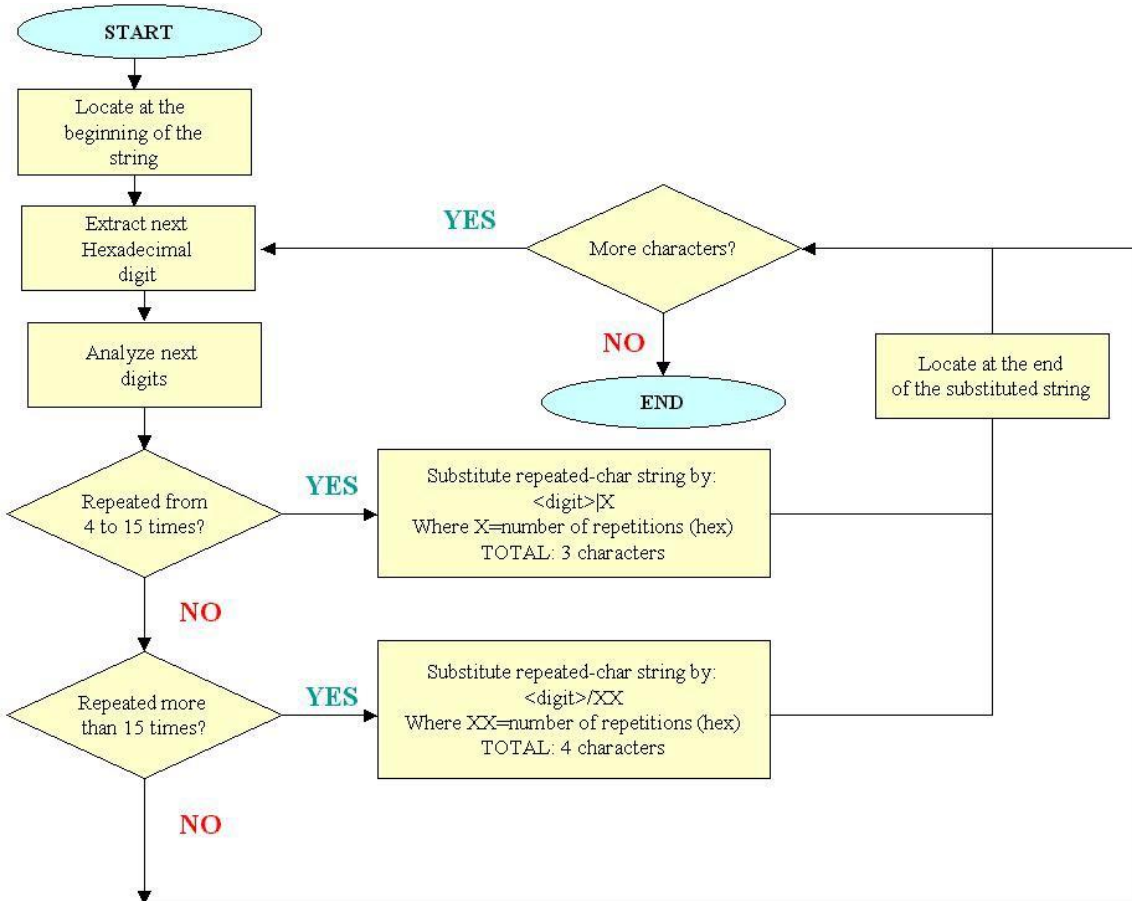 START
Locate at the
beginning of the
string
Extract next
Hexadecimal
digit
YES
More characters?
Analyze next
digits
NO
Locate at the end
of the substituted string
END
Repeated from
4 to 15 times?
YES
Substitute repeated-char string by:
<digit>|X
Where X=number of repetitions (hex)
TOTAL: 3 characters
NO
Repeated more
than 15 times?
YES
Substitute repeated-char string by:
<digit>/XX
Where XX=number of repetitions (hex)
TOTAL: 4 characters
NO